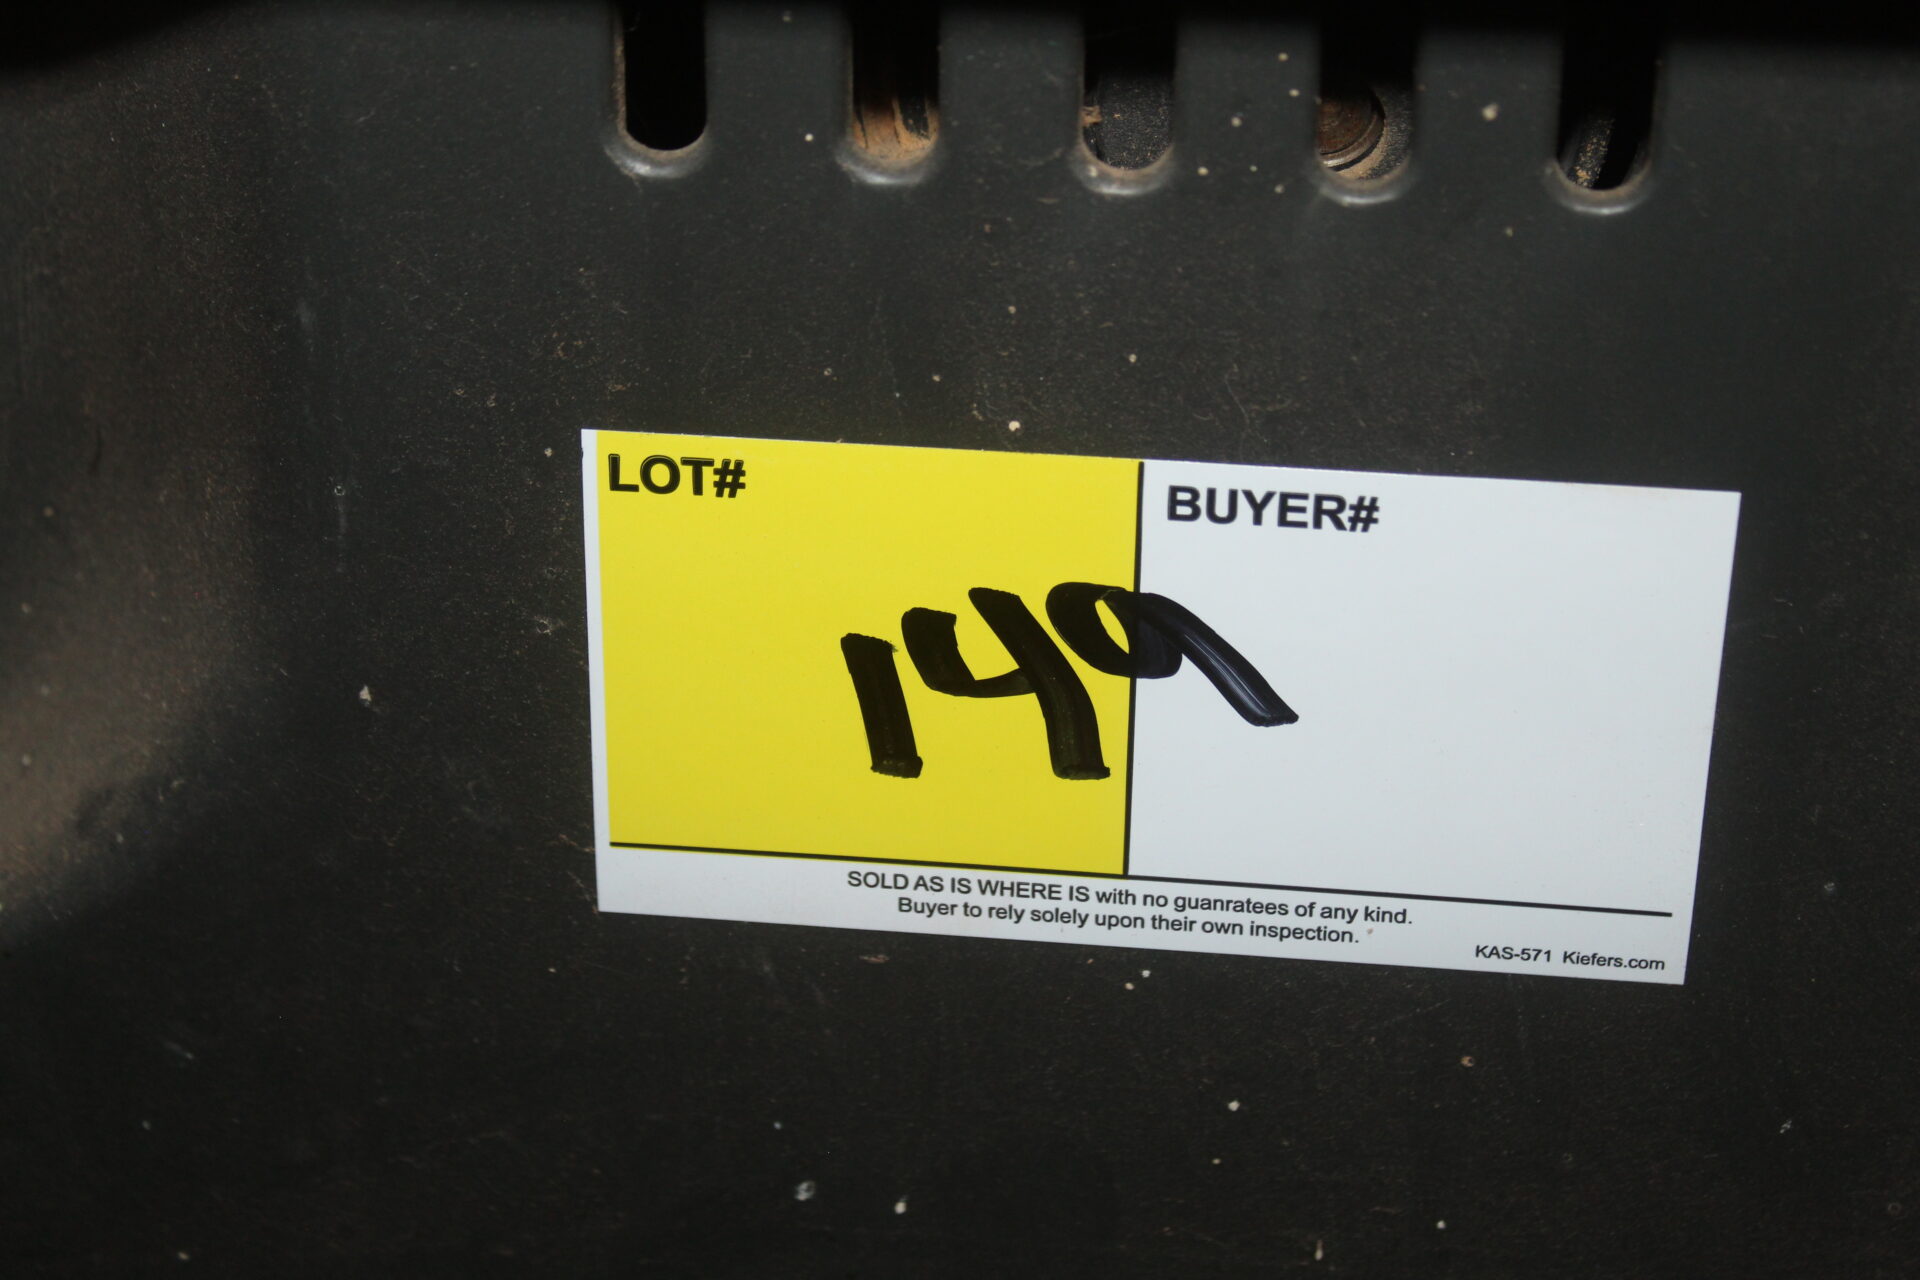 LOT#
BUYER#
149
SOLD AS IS WHERE IS with no guanratees of any kind.
Buyer to rely solely upon their own inspection.
KAS-571 Kiefers.com